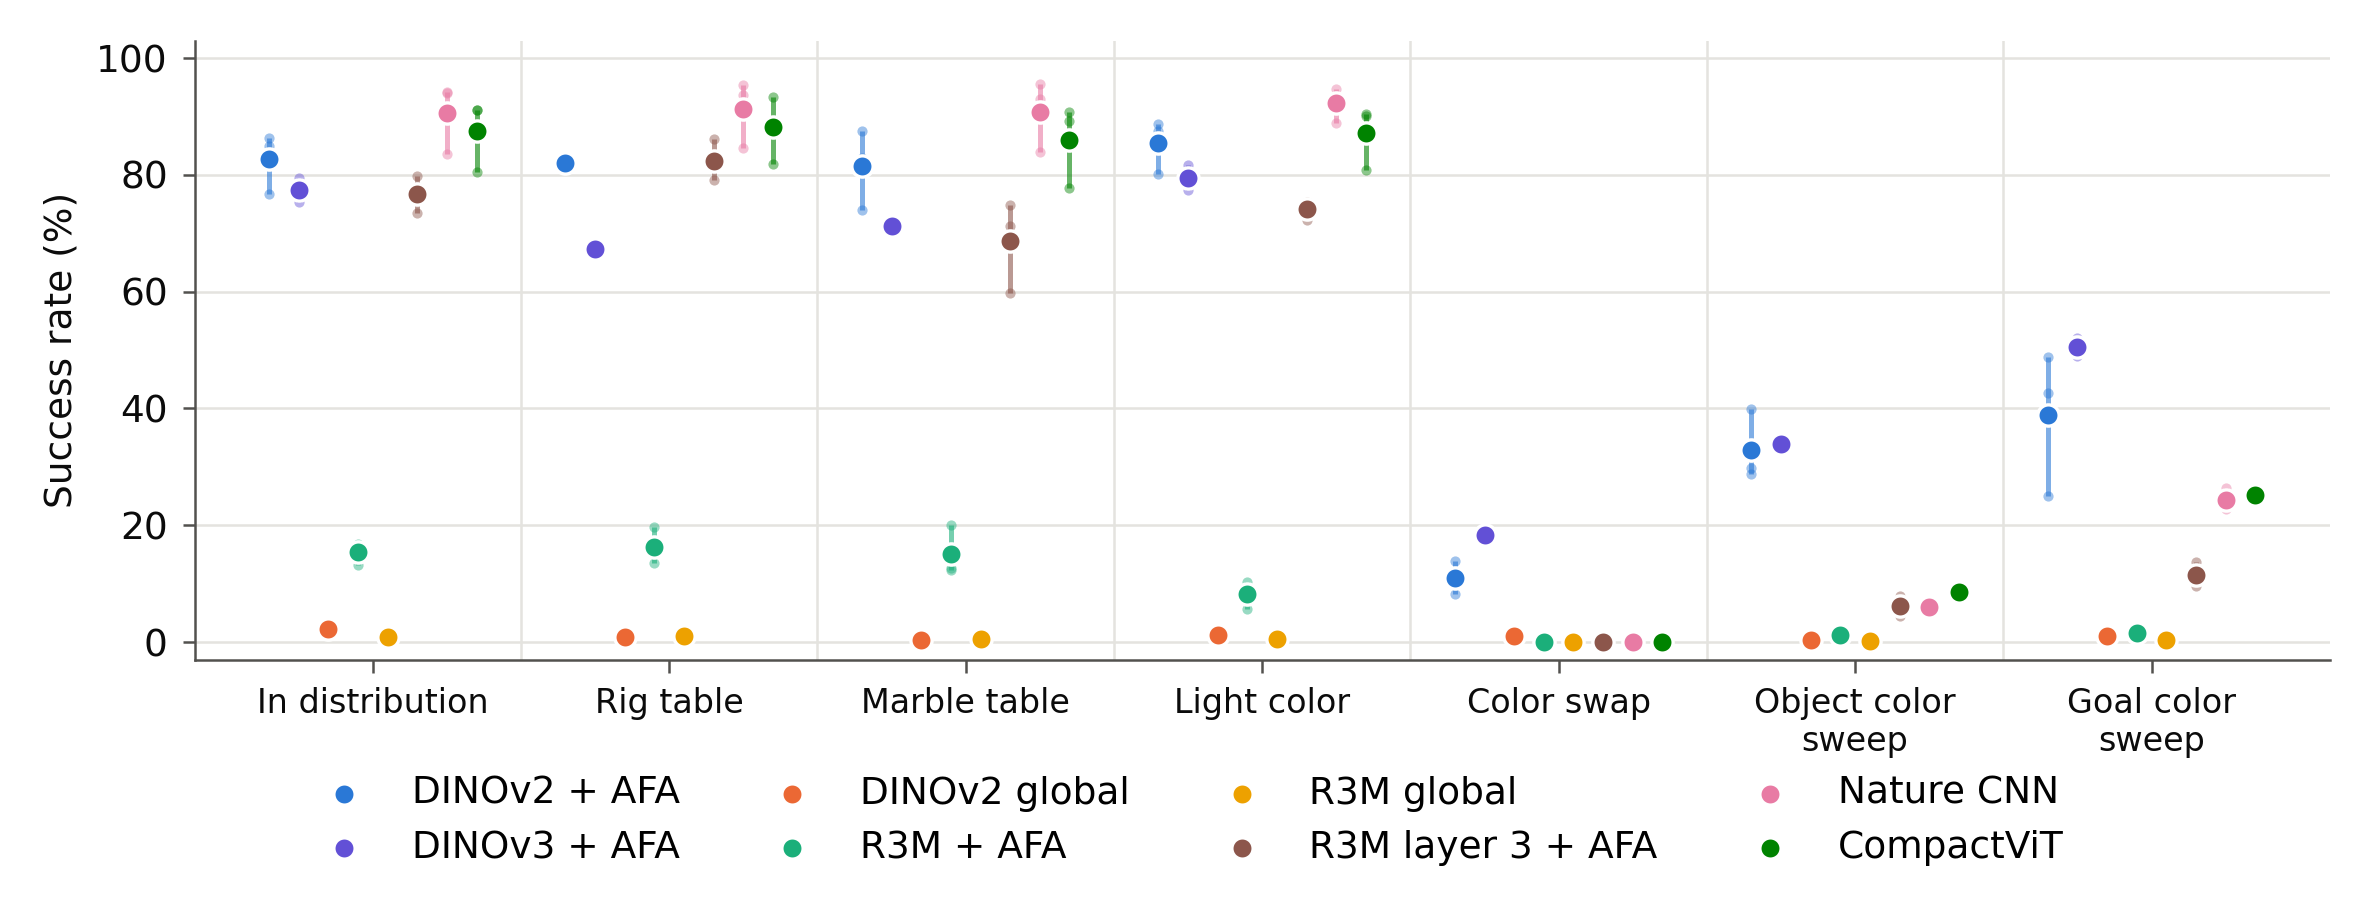 Success rate (%)
100
80
60
40
20
0
In distribution
Rig table
Marble table
Light color
Color swap
Object color
sweep
Goal color
sweep
DINOv2 + AFA
DINOv2 global
R3M global
Nature CNN
DINOv3 + AFA
R3M + AFA
R3M layer 3 + AFA
CompactViT